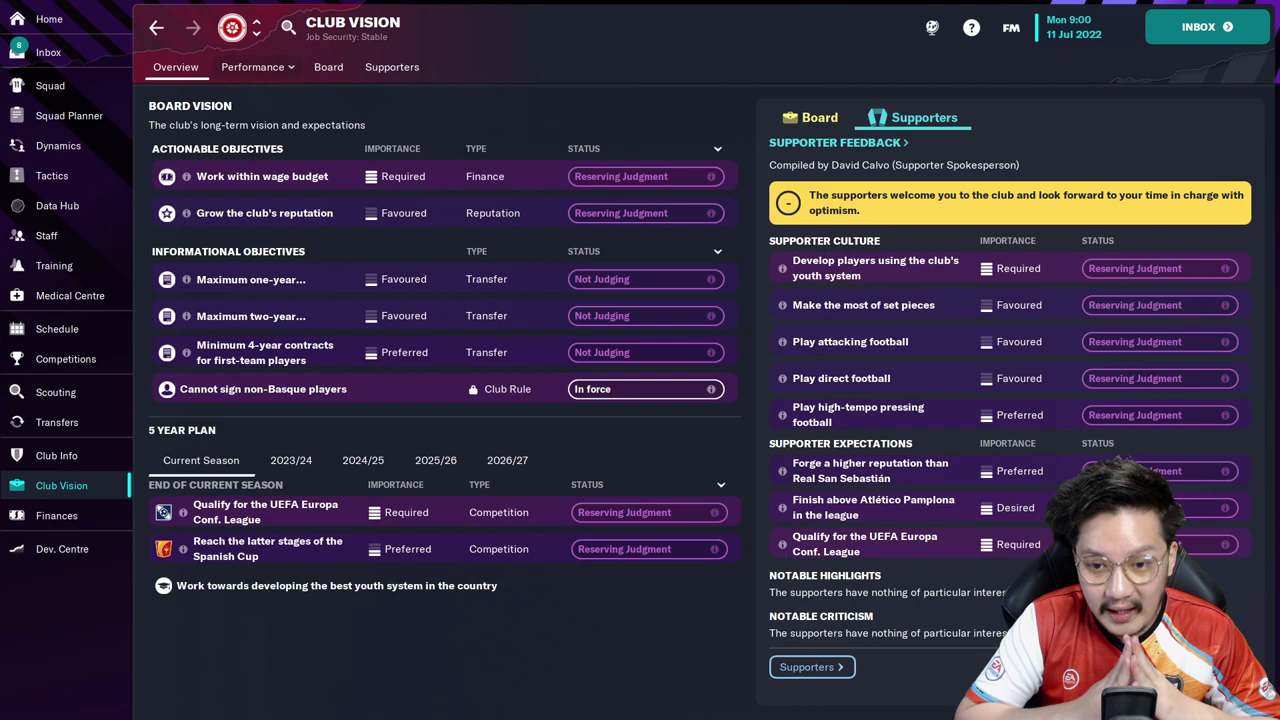 Home
8
Inbox
Squad
Squad Planner
Dynamics
Tactics
Data Hub
Staff
Training
Medical Centre
Schedule
Competitions
Scouting
Transfers
Club Info
Club Vision
Finances
Dev. Centre
CLUB VISION
Job Security: Stable
FM
Mon 9:00
11 Jul 2022
INBOX
Overview
Performance
Board
Supporters
BOARD VISION
The club's long-term vision and expectations
ACTIONABLE OBJECTIVES IMPORTANCE TYPE STATUS
Work within wage budget Required Finance Reserving Judgment
Grow the club's reputation Favoured Reputation Reserving Judgment
INFORMATIONAL OBJECTIVES TYPE STATUS
Maximum one-year... Favoured Transfer Not Judging
Maximum two-year... Favoured Transfer Not Judging
Minimum 4-year contracts
for first-team players Preferred Transfer Not Judging
Cannot sign non-Basque players Club Rule In force
5 YEAR PLAN
Current Season 2023/24 2024/25 2025/26 2026/27
END OF CURRENT SEASON IMPORTANCE TYPE STATUS
Qualify for the UEFA Europa
Conf. League Required Competition Reserving Judgment
Reach the latter stages of the
Spanish Cup Preferred Competition Reserving Judgment
Work towards developing the best youth system in the country
Board Supporters
SUPPORTER FEEDBACK >
Compiled by David Calvo (Supporter Spokesperson)
The supporters welcome you to the club and look forward to your time in charge with
optimism.
SUPPORTER CULTURE IMPORTANCE STATUS
Develop players using the club's
youth system Required Reserving Judgment
Make the most of set pieces Favoured Reserving Judgment
Play attacking football Favoured Reserving Judgment
Play direct football Favoured Reserving Judgment
Play high-tempo pressing
football Preferred Reserving Judgment
SUPPORTER EXPECTATIONS IMPORTANCE STATUS
Forge a higher reputation than
Real San Sebastián Preferred
Finish above Atlético Pamplona
in the league Desired
Qualify for the UEFA Europa
Conf. League Required
NOTABLE HIGHLIGHTS
The supporters have nothing of particular
NOTABLE CRITICISM
The supporters have nothing of particular
Supporters >
EA